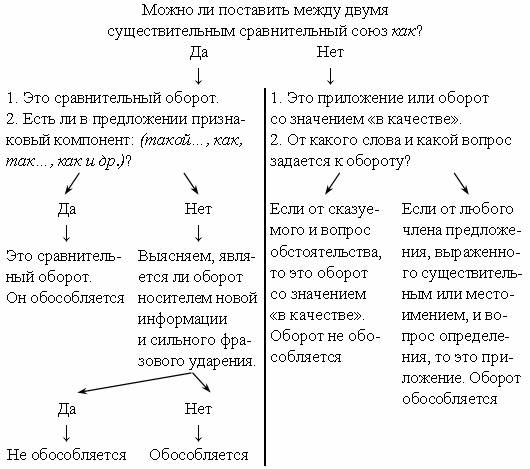 Можно ли поставить между двумя
существительным сравнительный союз как?
Да
Нет
1. Это сравнительный оборот.
2. Есть ли в предложении призна-
ковый компонент: (такой..., как,
так..., как и др.)?
Да
Нет
Это сравнитель-
ный оборот.
Он обособляется
Выясняем, явля-
ется ли оборот
носителем новой
информации
и сильного фра-
зового ударения.
Да
Нет
Не обособляется
Обособляется
1. Это приложение или оборот
со значением «в качестве».
2. От какого слова и какой вопрос
задается к обороту?
Если от сказуе-
мого и вопрос
обстоятельства,
то это оборот
со значением
«в качестве».
Оборот не обо-
собляется
Если от любого
члена предложе-
ния, выраженно-
го существитель-
ным или место-
имением, и во-
прос определе-
ния, то это при-
ложение. Оборот
обособляется